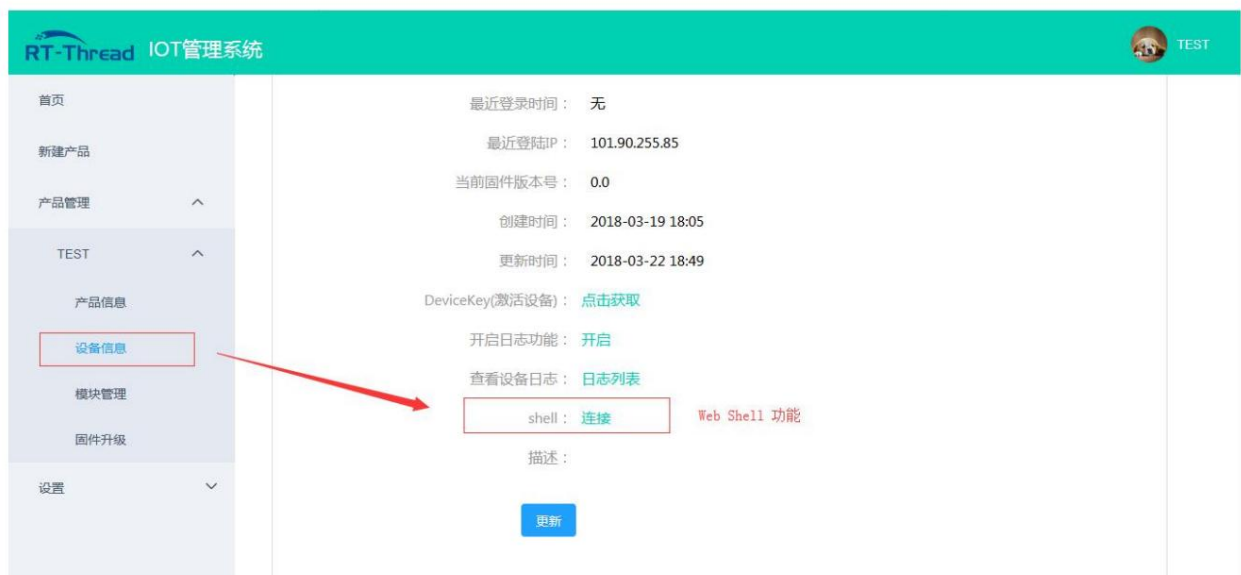 RT-Thread IOT管理系统
TEST
首页
新建产品
产品管理
TEST
产品信息
设备信息
模块管理
固件升级
设置
最近登录时间： 无
最近登陆IP： 101.90.255.85
当前固件版本号： 0.0
创建时间： 2018-03-19 18:05
更新时间： 2018-03-22 18:49
DeviceKey(激活设备)： 点击获取
开启日志功能： 开启
查看设备日志： 日志列表
shell： 连接
Web Shell 功能
描述：
更新